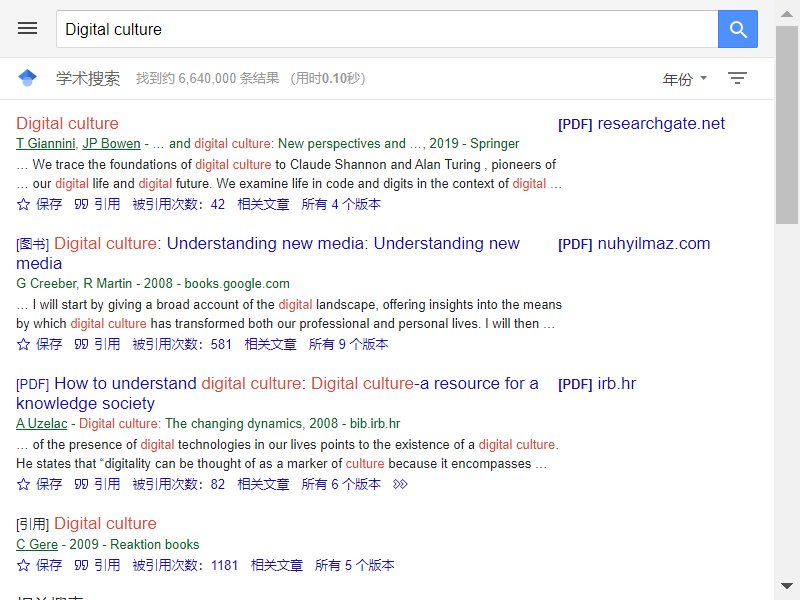 Digital culture
学术搜索 找到约 6,640,000 条结果 （用时0.10秒） 年份
Digital culture [PDF] researchgate.net
T Giannini, JP Bowen - … and digital culture: New perspectives and …, 2019 - Springer
… We trace the foundations of digital culture to Claude Shannon and Alan Turing , pioneers of
… our digital life and digital future. We examine life in code and digits in the context of digital …
保存 引用 被引用次数：42 相关文章 所有 4 个版本
[图书] Digital culture: Understanding new media: Understanding new [PDF] nuhyilmaz.com
media
G Creeber, R Martin - 2008 - books.google.com
… I will start by giving a broad account of the digital landscape, offering insights into the means
by which digital culture has transformed both our professional and personal lives. I will then …
保存 引用 被引用次数：581 相关文章 所有 9 个版本
[PDF] How to understand digital culture: Digital culture-a resource for a [PDF] irb.hr
knowledge society
A Uzelac - Digital culture: The changing dynamics, 2008 - bib.irb.hr
… of the presence of digital technologies in our lives points to the existence of a digital culture.
He states that “digitality can be thought of as a marker of culture because it encompasses …
保存 引用 被引用次数：82 相关文章 所有 6 个版本
[引用] Digital culture
C Gere - 2009 - Reaktion books
保存 引用 被引用次数：1181 相关文章 所有 5 个版本